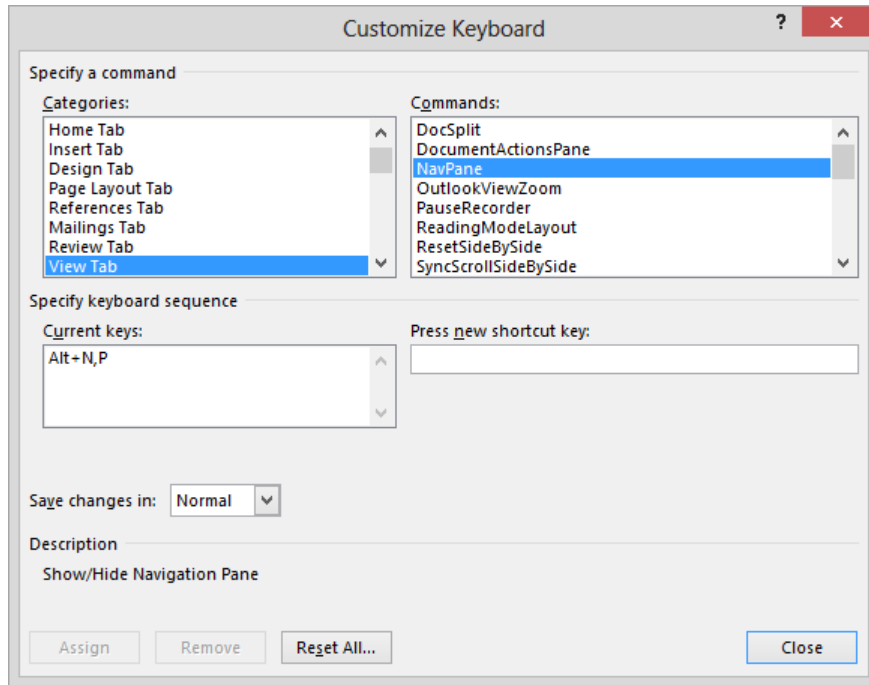 Customize Keyboard
?
Specify a command
Categories:
Home Tab
Insert Tab
Design Tab
Page Layout Tab
References Tab
Mailings Tab
Review Tab
View Tab
Commands:
DocSplit
DocumentActionsPane
NavPane
OutlookViewZoom
PauseRecorder
ReadingModeLayout
ResetSideBySide
SyncScrollSideBySide
Specify keyboard sequence
Current keys:
Alt+N,P
Press new shortcut key:
Save changes in: Normal
Description
Show/Hide Navigation Pane
Assign Remove Reset All... Close